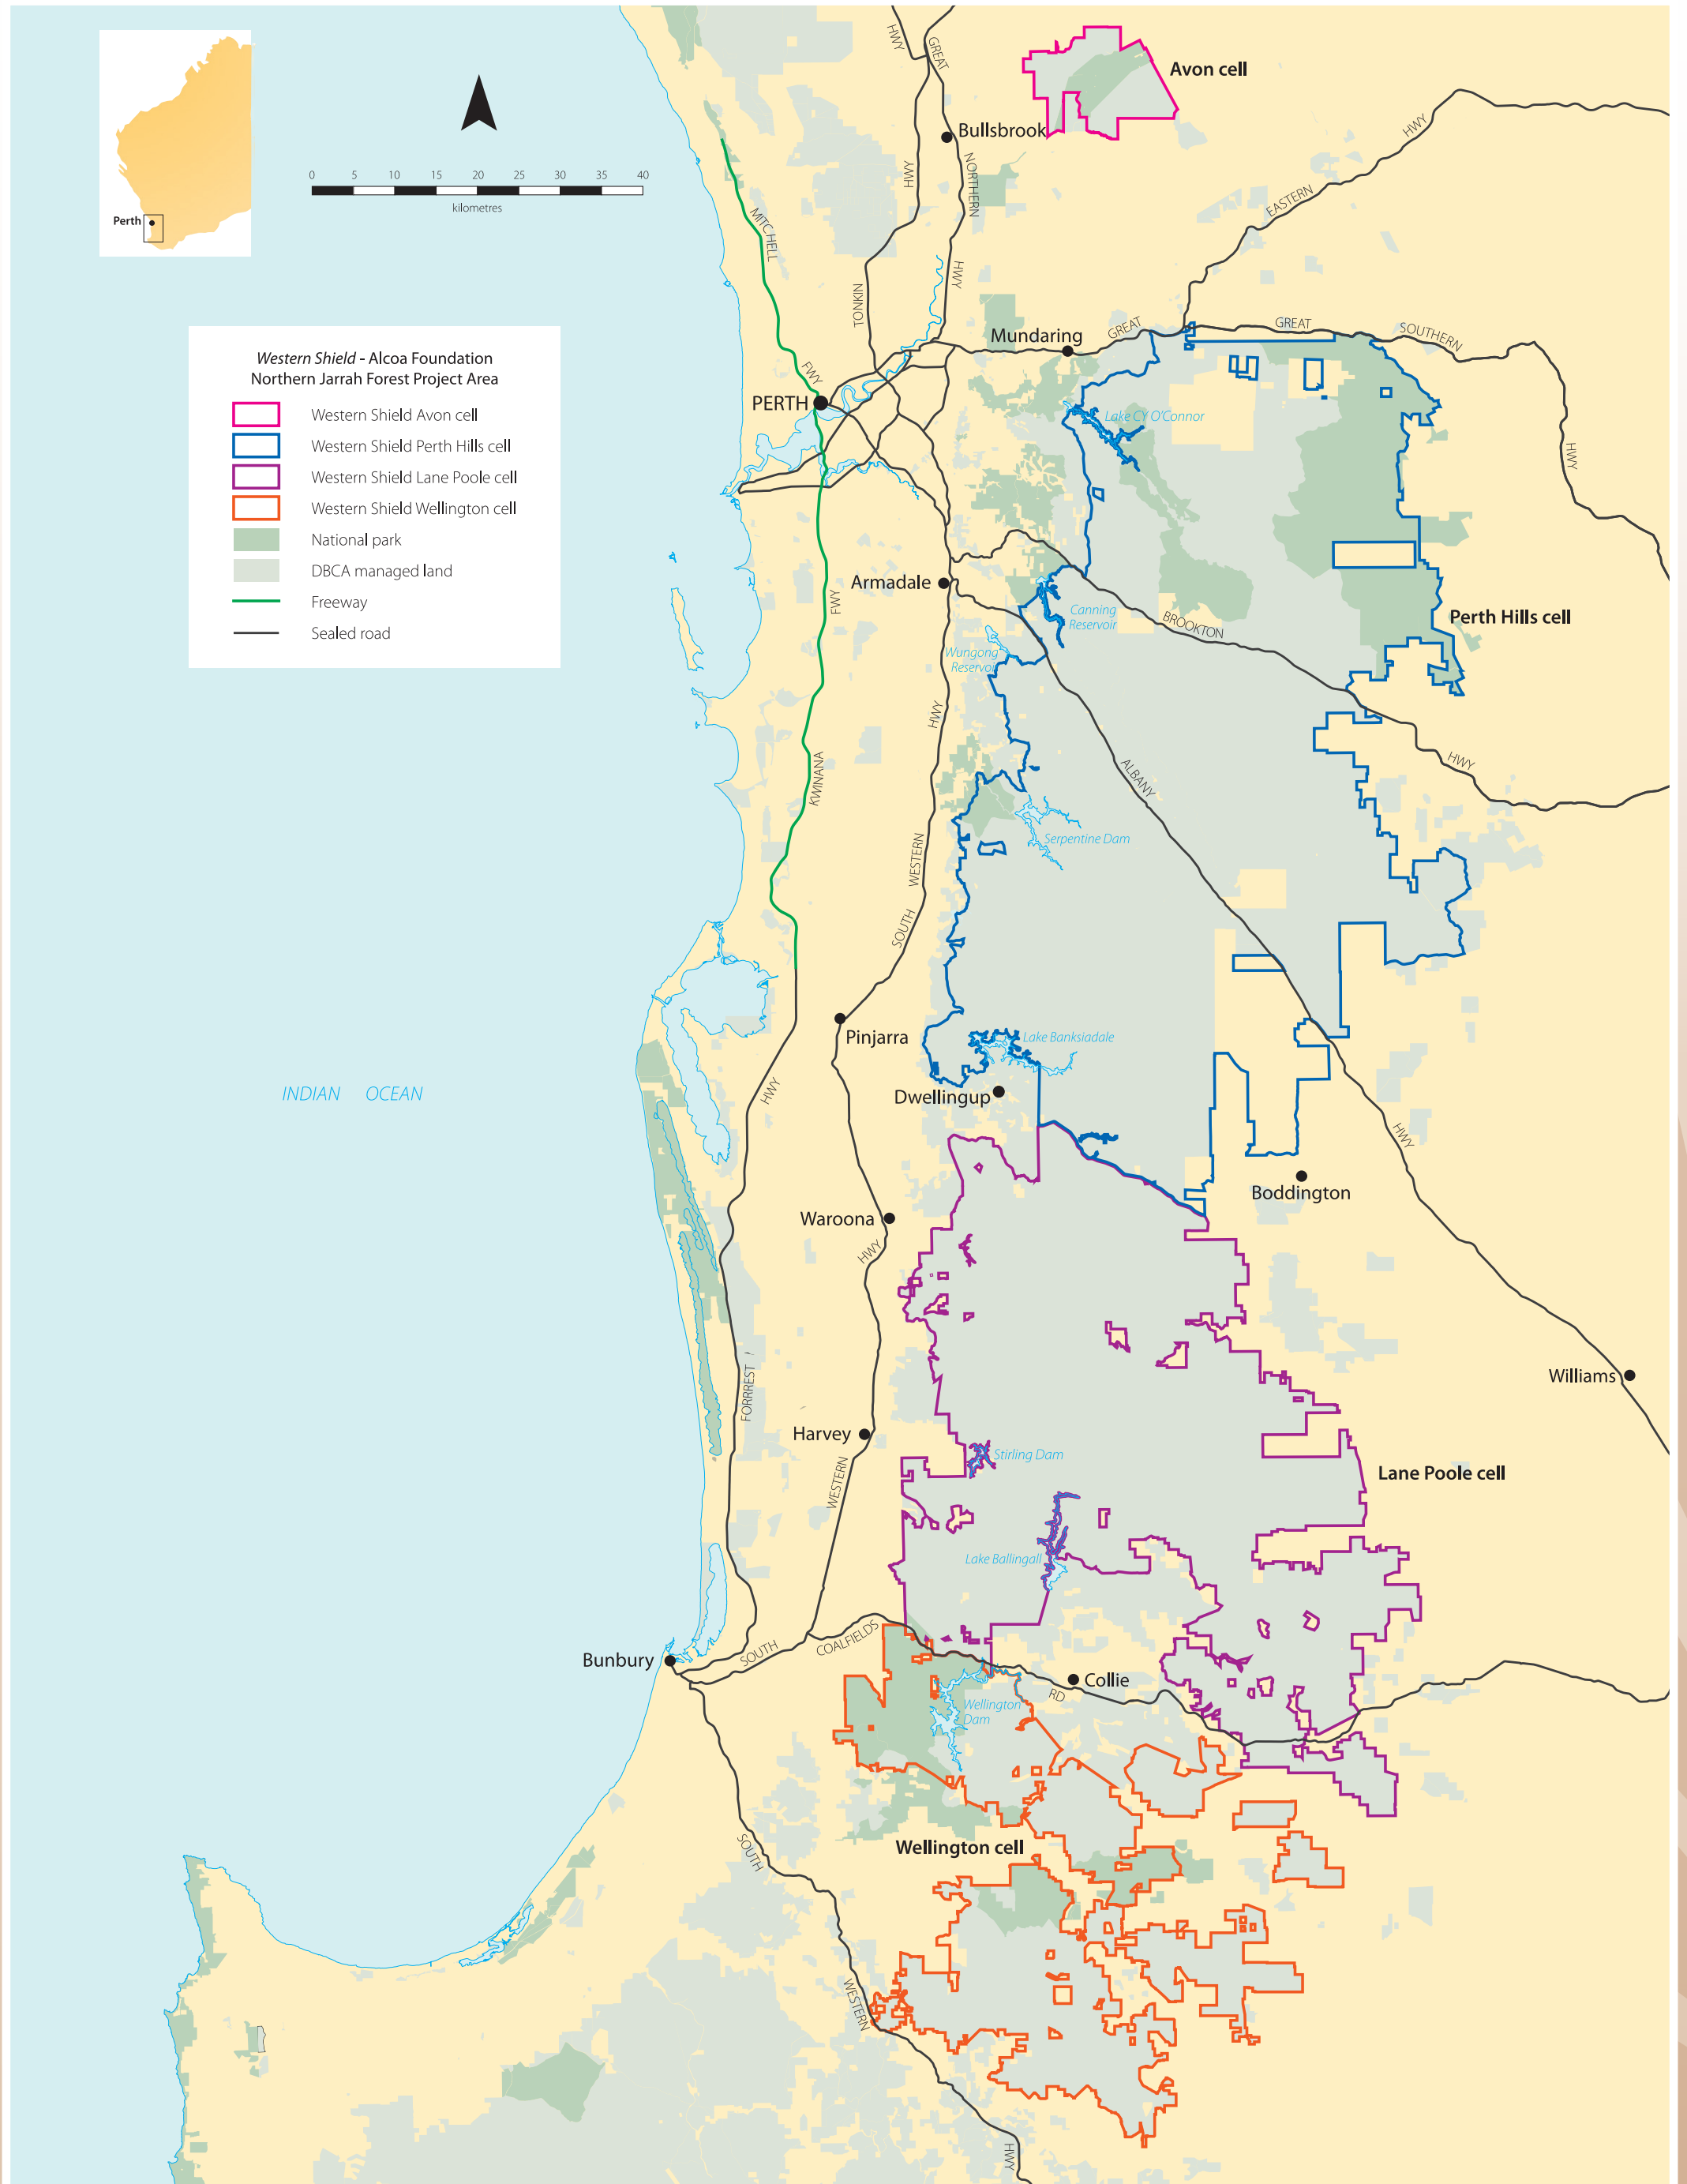 HWY
GREAT
Avon cell
Bullsbrook
HWY
HWY
NORTHERN
Perth
0 5 10 15 20 25 30 35 40
kilometres
EASTERN
MITCHELL
HWY
TONKIN
Mundaring
GREAT
GREAT
SOUTHERN
HWY
FWY
PERTH
Lake CY O'Connor
Western Shield - Alcoa Foundation
Northern Jarrah Forest Project Area
Western Shield Avon cell
Western Shield Perth Hills cell
Western Shield Lane Poole cell
Western Shield Wellington cell
National park
DBCA managed land
Freeway
Sealed road
Armadale
FWY
Canning
Reservoir
BROOKTON
Perth Hills cell
Wungong
Reservoir
HWY
HWY
KWINANA
ALBANY
Serpentine Dam
WESTERN
SOUTH
Pinjarra
Lake Banksiadale
INDIAN OCEAN
HWY
Dwellingup
HWY
Boddington
Waroona
HWY
Williams
FORREST
Harvey
Stirling Dam
Lane Poole cell
WESTERN
Lake Ballingall
Bunbury
SOUTH
COALFIELDS
Collie
RD
Wellington
Dam
Wellington cell
SOUTH
WESTERN
HWY